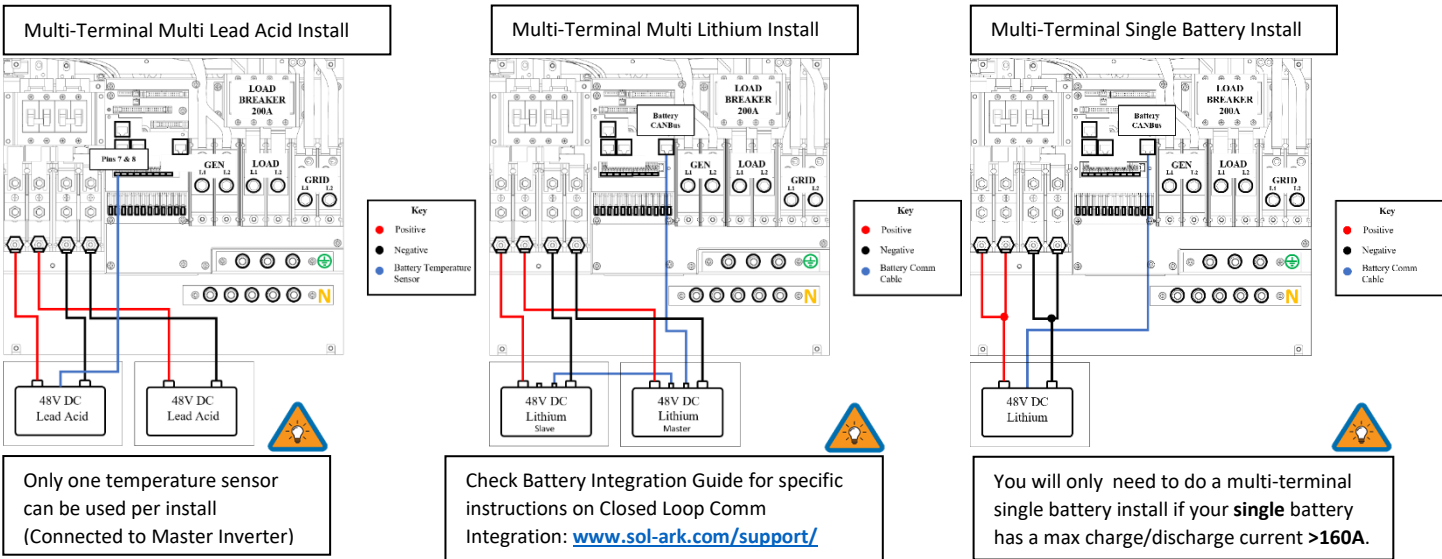 Multi-Terminal Multi Lead Acid Install
LOAD
BREAKER
200A
Pins 7 & 8
GEN
L1 L2
LOAD
L1 L2
GRID
L1 L2
N
Key
Positive
Negative
Battery Temperature
Sensor
48V DC
Lead Acid
48V DC
Lead Acid
Only one temperature sensor
can be used per install
(Connected to Master Inverter)
Multi-Terminal Multi Lithium Install
LOAD
BREAKER
200A
Battery
CANBus
GEN
L1 L2
LOAD
L1 L2
GRID
L1 L2
N
Key
Positive
Negative
Battery Comm
Cable
48V DC
Lithium
Slave
48V DC
Lithium
Master
Check Battery Integration Guide for specific
instructions on Closed Loop Comm
Integration: www.sol-ark.com/support/
Multi-Terminal Single Battery Install
LOAD
BREAKER
200A
Battery
CANBus
GEN
L1 L2
LOAD
L1 L2
GRID
L1 L2
N
Key
Positive
Negative
Battery Comm
Cable
48V DC
Lithium
You will only need to do a multi-terminal
single battery install if your single battery
has a max charge/discharge current >160A.